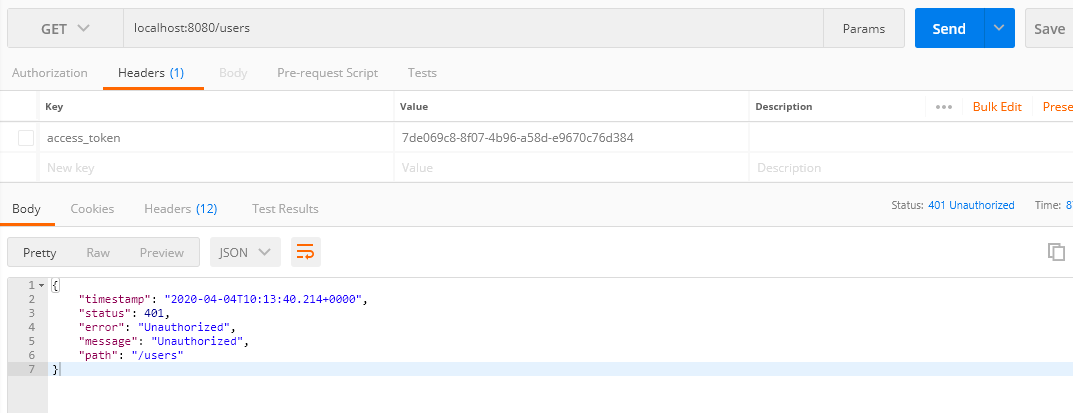 GET localhost:8080/users Params Send Save
Authorization Headers (1) Body Pre-request Script Tests
Key Value Description ••• Bulk Edit Prese
access_token 7de069c8-8f07-4b96-a58d-e9670c76d384
New key Value Description
Body Cookies Headers (12) Test Results Status: 401 Unauthorized Time: 8
Pretty Raw Preview JSON
1 {
2 "timestamp": "2020-04-04T10:13:40.214+0000",
3 "status": 401,
4 "error": "Unauthorized",
5 "message": "Unauthorized",
6 "path": "/users"
7 }